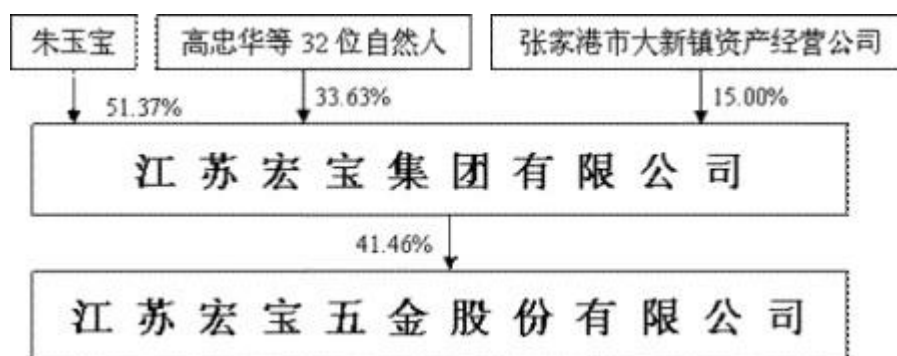 朱玉宝
高忠华等 32 位自然人
张家港市大新镇资产经营公司
51.37%
33.63%
15.00%
江苏宏宝集团有限公司
41.46%
江苏宏宝五金股份有限公司